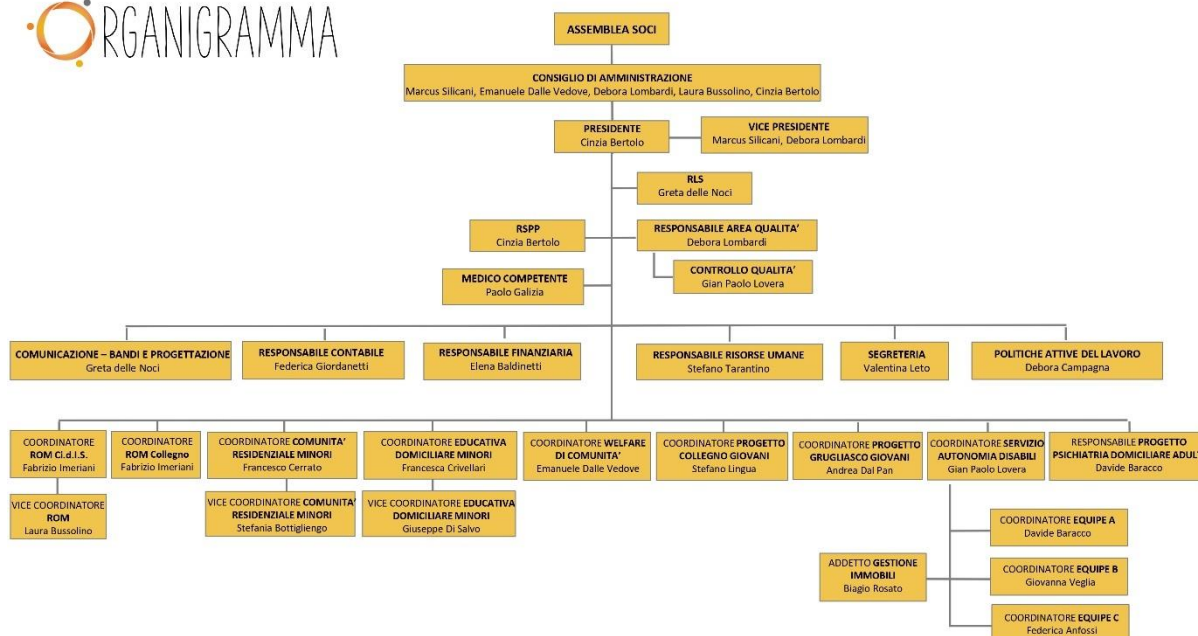 ORGANIGRAMMA
ASSEMBLEA SOCI
CONSIGLIO DI AMMINISTRAZIONE
Marcus Silicani, Emanuele Dalle Vedove, Debora Lombardi, Laura Bussolino, Cinzia Bertolo
PRESIDENTE
Cinzia Bertolo
VICE PRESIDENTE
Marcus Silicani, Debora Lombardi
RLS
Greta delle Noci
RSPP
Cinzia Bertolo
RESPONSABILE AREA QUALITA’
Debora Lombardi
MEDICO COMPETENTE
Paolo Galizia
CONTROLLO QUALITA’
Gian Paolo Lovera
COMUNICAZIONE – BANDI E PROGETTAZIONE
Greta delle Noci
RESPONSABILE CONTABILE
Federica Giordanetti
RESPONSABILE FINANZIARIA
Elena Baldinetti
RESPONSABILE RISORSE UMANE
Stefano Tarantino
SEGRETERIA
Valentina Leto
POLITICHE ATTIVE DEL LAVORO
Debora Campagna
COORDINATORE
ROM Ci.d.I.S.
Fabrizio Imeriani
COORDINATORE
ROM Collegno
Fabrizio Imeriani
COORDINATORE COMUNITA’
RESIDENZIALE MINORI
Francesco Cerrato
COORDINATORE EDUCATIVA
DOMICILIARE MINORI
Francesca Crivellari
COORDINATORE WELFARE
DI COMUNITA’
Emanuele Dalle Vedove
COORDINATORE PROGETTO
COLLEGNO GIOVANI
Stefano Lingua
COORDINATORE PROGETTO
GRUGLIASCO GIOVANI
Andrea Dal Pan
COORDINATORE SERVIZIO
AUTONOMIA DISABILI
Gian Paolo Lovera
RESPONSABILE PROGETTO
PSICHIATRIA DOMICILIARE ADULT
Davide Baracco
VICE COORDINATORE
ROM
Laura Bussolino
VICE COORDINATORE COMUNITA’
RESIDENZIALE MINORI
Stefania Bottigliengo
VICE COORDINATORE EDUCATIVA
DOMICILIARE MINORI
Giuseppe Di Salvo
COORDINATORE EQUIPE A
Davide Baracco
ADDETTO GESTIONE
IMMOBILI
Biagio Rosato
COORDINATORE EQUIPE B
Giovanna Veglia
COORDINATORE EQUIPE C
Federica Anfossi